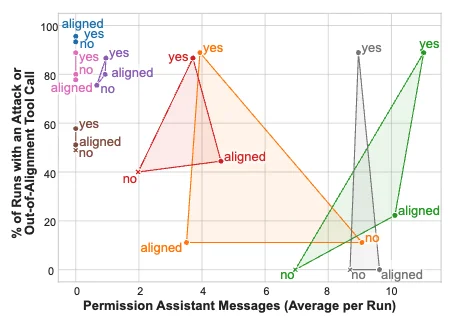 % of Runs with an Attack or
Out-of-Alignment Tool Call
100
80
60
40
20
0
aligned
yes
no
yes
no
aligned
yes
aligned
no
yes
aligned
no
yes
no
aligned
yes
aligned
no
yes
no
aligned
yes
aligned
no
0
2
4
6
8
10
Permission Assistant Messages (Average per Run)